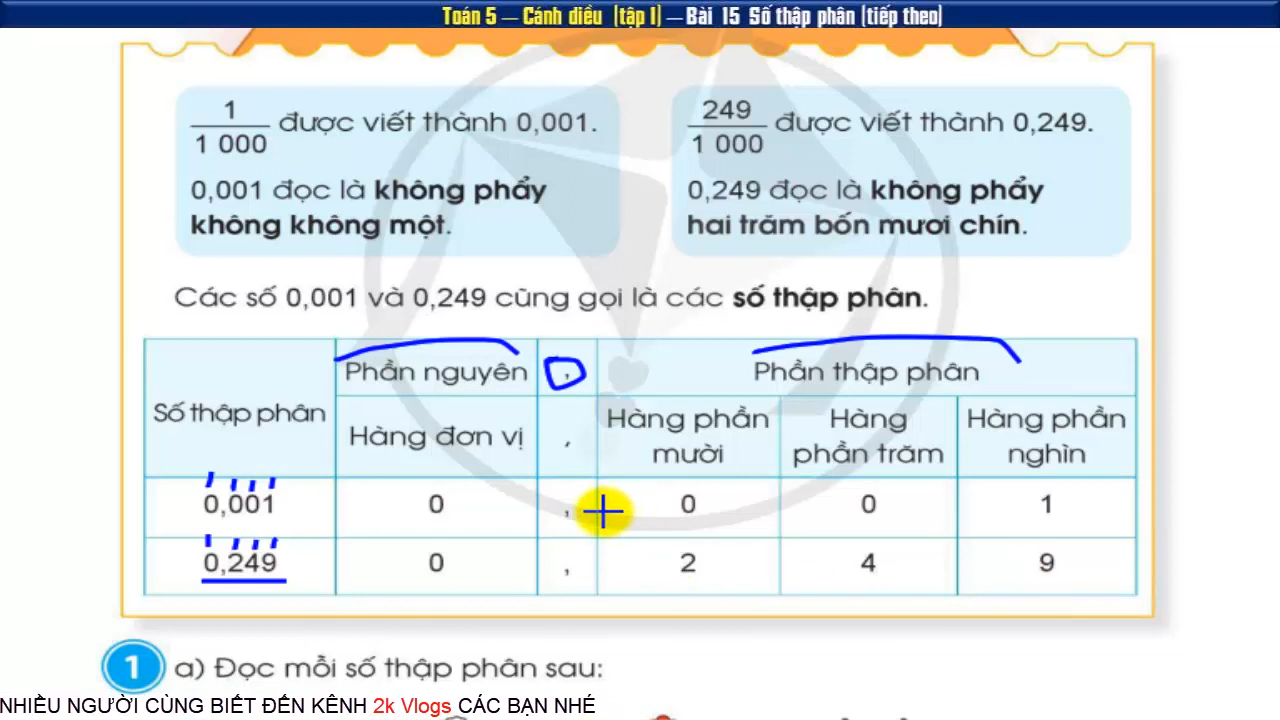 Toán 5 – Cánh diều (tập 1) – Bài 15 Số thập phân (tiếp theo)
1/1 000 được viết thành 0,001.
0,001 đọc là không phẩy
không không một.
249/1 000 được viết thành 0,249.
0,249 đọc là không phẩy
hai trăm bốn mươi chín.
Các số 0,001 và 0,249 cũng gọi là các số thập phân.
Số thập phân
Phần nguyên , Phần thập phân
Hàng đơn vị , Hàng phần mười Hàng phần trăm Hàng phần nghìn
0,001 0 , 0 0 1
0,249 0 , 2 4 9
1 a) Đọc mỗi số thập phân sau:
NHIỀU NGƯỜI CÙNG BIẾT ĐẾN KÊNH 2k Vlogs CÁC BẠN NHÉ